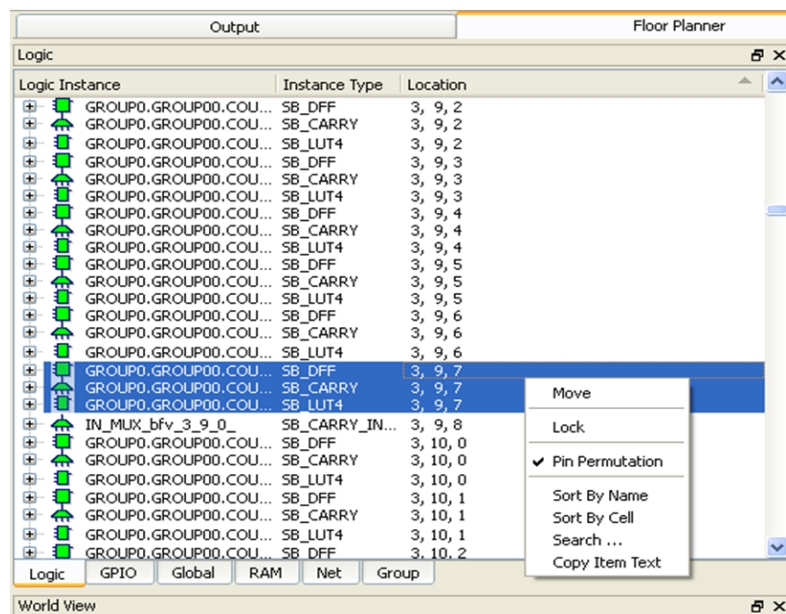 Output Floor Planner
Logic
Logic Instance Instance Type Location
GROUP0.GROUP00.COU... SB_DFF 3, 9, 2
GROUP0.GROUP00.COU... SB_CARRY 3, 9, 2
GROUP0.GROUP00.COU... SB_LUT4 3, 9, 2
GROUP0.GROUP00.COU... SB_DFF 3, 9, 3
GROUP0.GROUP00.COU... SB_CARRY 3, 9, 3
GROUP0.GROUP00.COU... SB_LUT4 3, 9, 3
GROUP0.GROUP00.COU... SB_DFF 3, 9, 4
GROUP0.GROUP00.COU... SB_CARRY 3, 9, 4
GROUP0.GROUP00.COU... SB_LUT4 3, 9, 4
GROUP0.GROUP00.COU... SB_DFF 3, 9, 5
GROUP0.GROUP00.COU... SB_CARRY 3, 9, 5
GROUP0.GROUP00.COU... SB_LUT4 3, 9, 5
GROUP0.GROUP00.COU... SB_DFF 3, 9, 6
GROUP0.GROUP00.COU... SB_CARRY 3, 9, 6
GROUP0.GROUP00.COU... SB_LUT4 3, 9, 6
GROUP0.GROUP00.COU... SB_DFF 3, 9, 7
GROUP0.GROUP00.COU... SB_CARRY 3, 9, 7
GROUP0.GROUP00.COU... SB_LUT4 3, 9, 7
IN_MUX_bfv_3_9_0_ SB_CARRY_IN... 3, 9, 8
GROUP0.GROUP00.COU... SB_DFF 3, 10, 0
GROUP0.GROUP00.COU... SB_CARRY 3, 10, 0
GROUP0.GROUP00.COU... SB_LUT4 3, 10, 0
GROUP0.GROUP00.COU... SB_DFF 3, 10, 1
GROUP0.GROUP00.COU... SB_CARRY 3, 10, 1
GROUP0.GROUP00.COU... SB_LUT4 3, 10, 1
GROUP0.GROUP00.COU... SB_DFF 3, 10, 2
Move
Lock
Pin Permutation
Sort By Name
Sort By Cell
Search ...
Copy Item Text
Logic GPIO Global RAM Net Group
World View